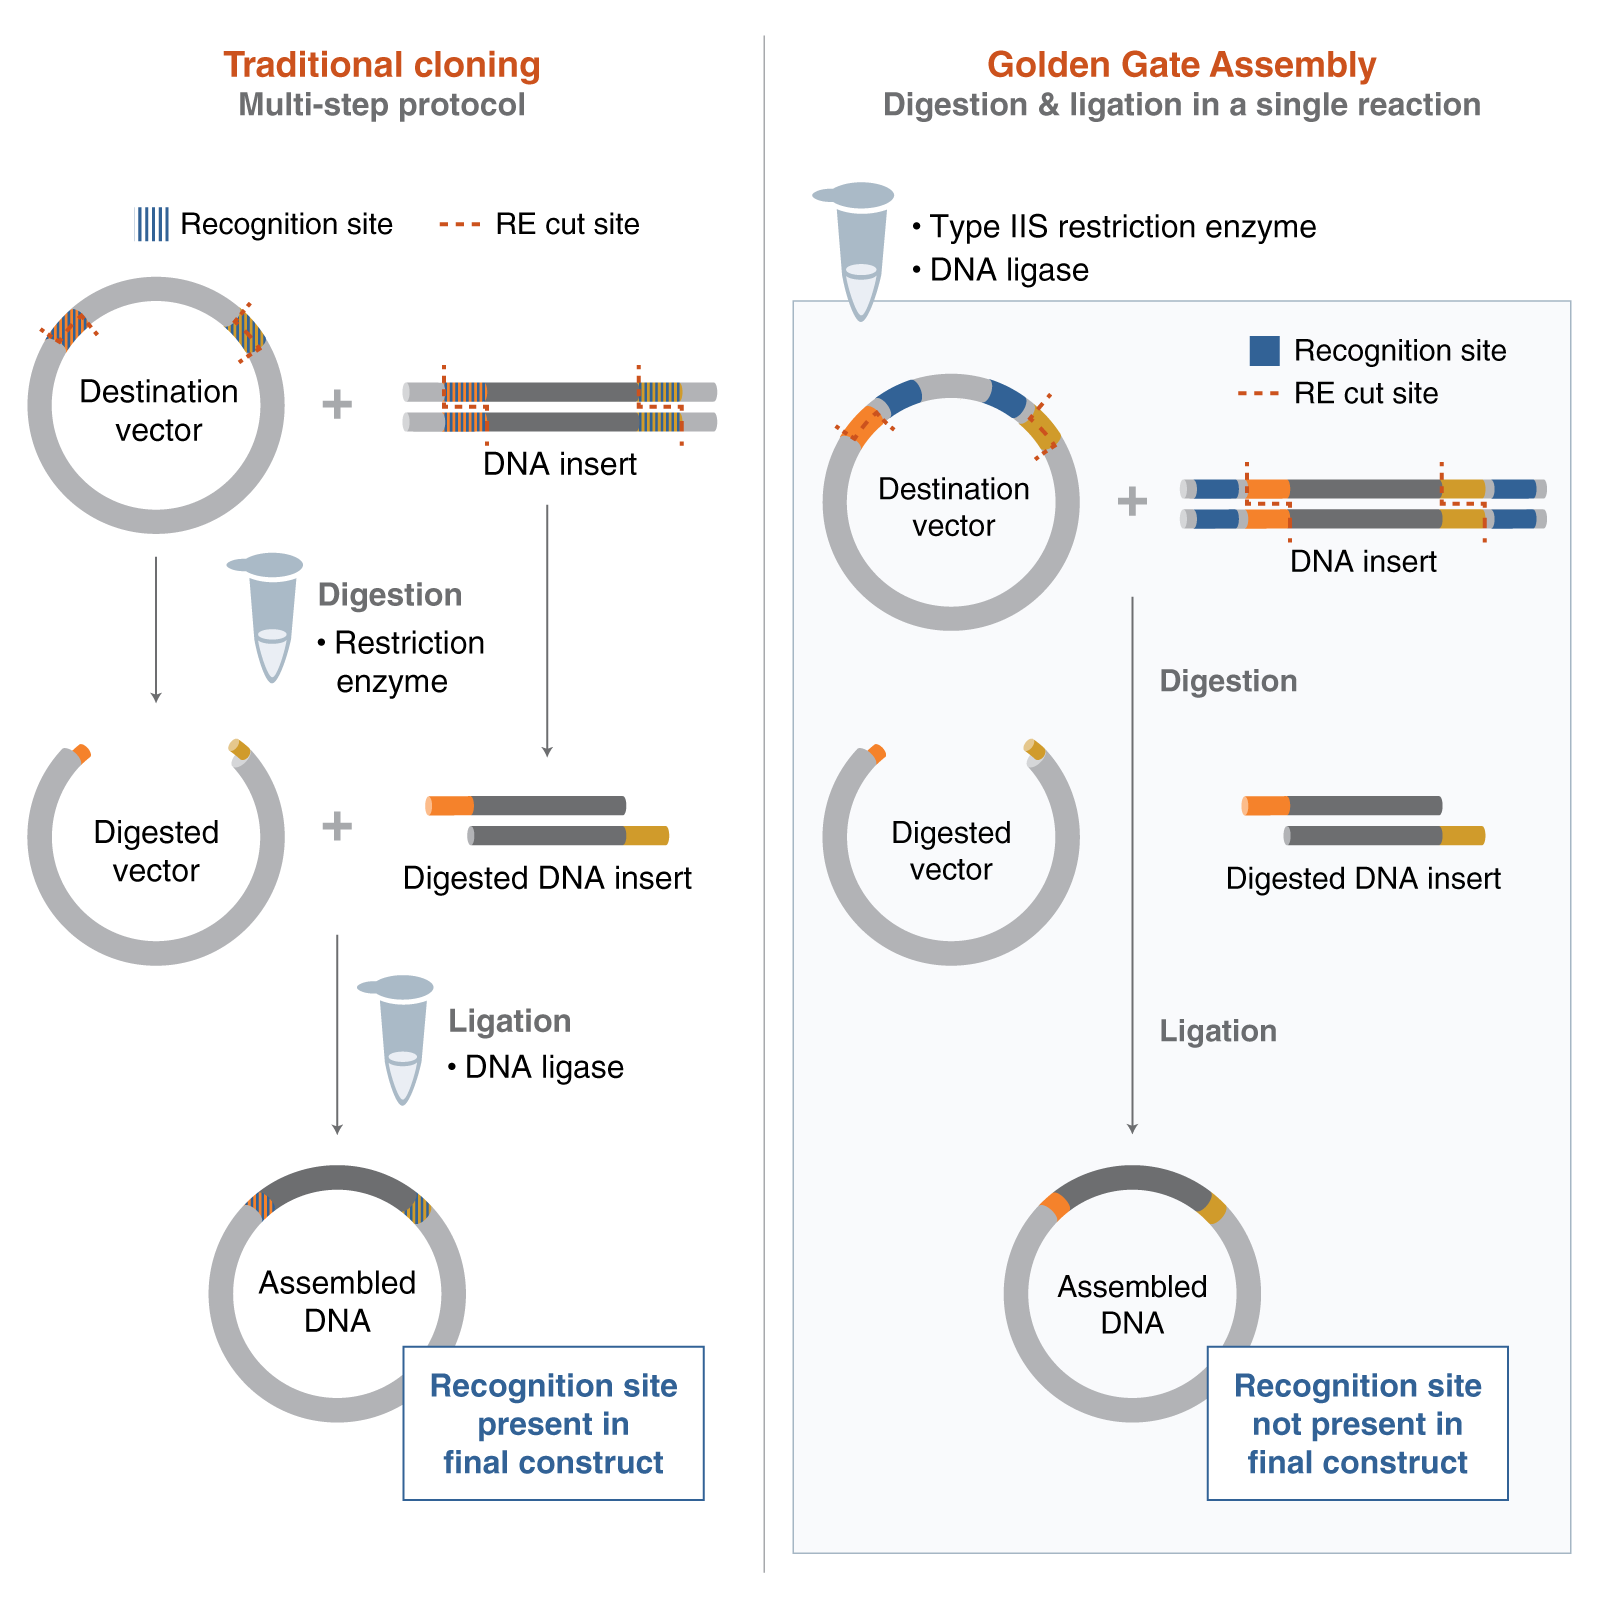 Traditional cloning
Multi-step protocol
Recognition site
RE cut site
Destination
vector
+
DNA insert
Digestion
• Restriction
enzyme
Digested
vector
+
Digested DNA insert
Ligation
• DNA ligase
Assembled
DNA
Recognition site
present in
final construct
Golden Gate Assembly
Digestion & ligation in a single reaction
• Type IIS restriction enzyme
• DNA ligase
Recognition site
RE cut site
Destination
vector
+
DNA insert
Digestion
Digested
vector
Digested DNA insert
Ligation
Assembled
DNA
Recognition site
not present in
final construct